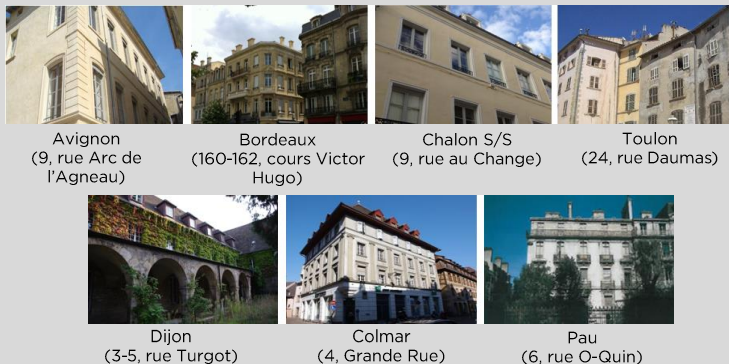 Avignon
(9, rue Arc de
l’Agneau)
Bordeaux
(160-162, cours Victor
Hugo)
Chalon S/S
(9, rue au Change)
Toulon
(24, rue Daumas)
Dijon
(3-5, rue Turgot)
Colmar
(4, Grande Rue)
Pau
(6, rue O-Quin)